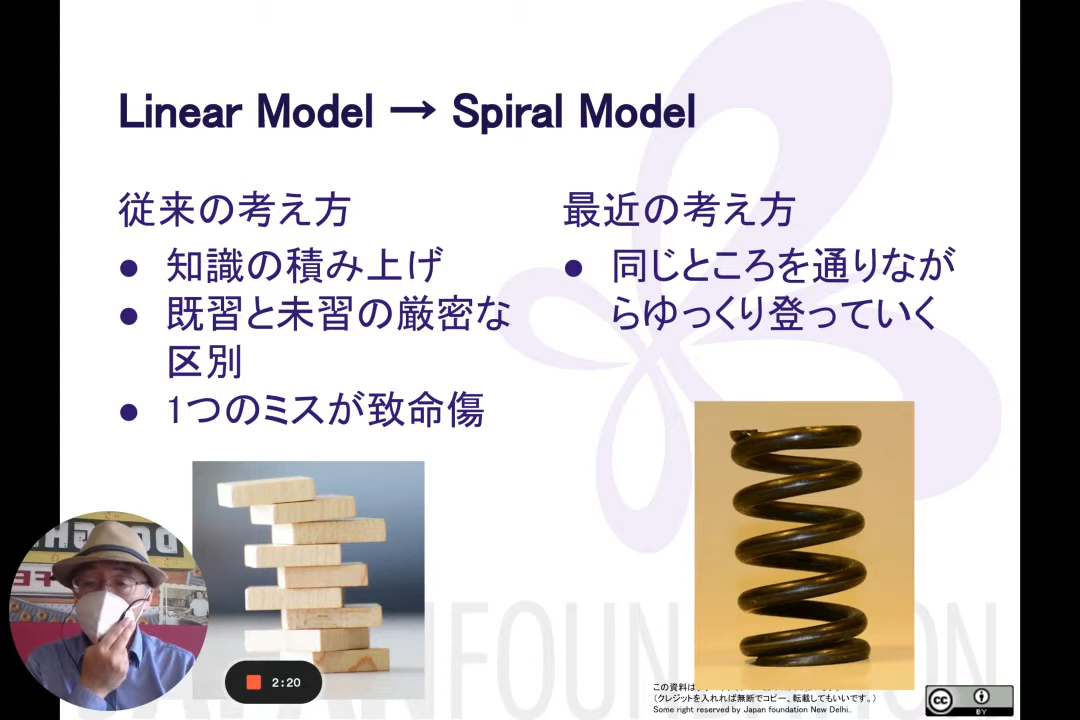 Linear Model → Spiral Model
従来の考え方
● 知識の積み上げ
● 既習と未習の厳密な
区別
● 1つのミスが致命傷
最近の考え方
● 同じところを通りなが
らゆっくり登っていく
2:20
この資料は
(クレジットを入れれば無断でコピー、転載してもいいです。)
Some right reserved by Japan foundation New Delhi.
cc
BY